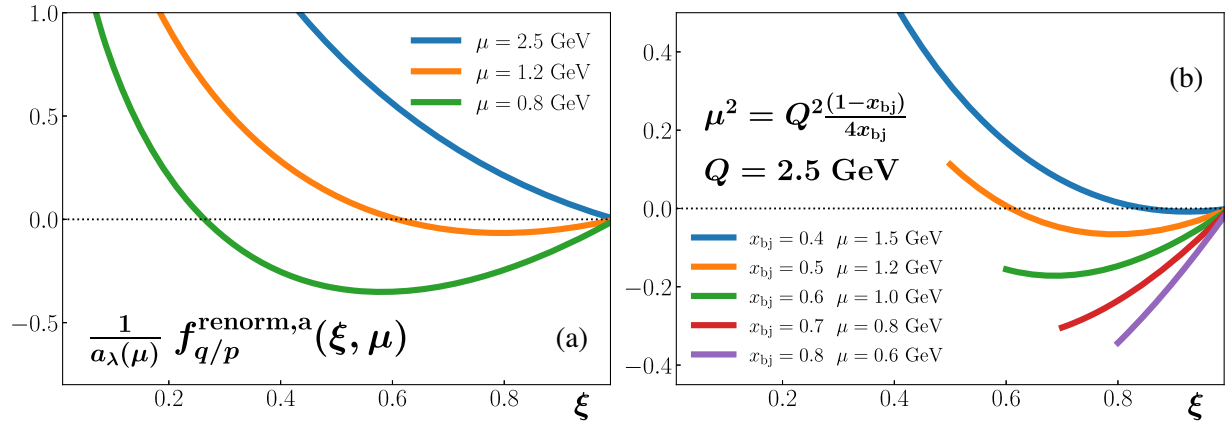 1.0
0.5
0.0
−0.5
0.2
0.4
0.6
0.8
ξ
μ = 2.5 GeV
μ = 1.2 GeV
μ = 0.8 GeV
1/a_λ(μ) f_{q/p}^{renorm,a}(ξ, μ)
(a)
0.4
0.2
0.0
−0.2
−0.4
0.2
0.4
0.6
0.8
ξ
(b)
μ² = Q² (1−x_bj)/4x_bj
Q = 2.5 GeV
x_bj = 0.4 μ = 1.5 GeV
x_bj = 0.5 μ = 1.2 GeV
x_bj = 0.6 μ = 1.0 GeV
x_bj = 0.7 μ = 0.8 GeV
x_bj = 0.8 μ = 0.6 GeV